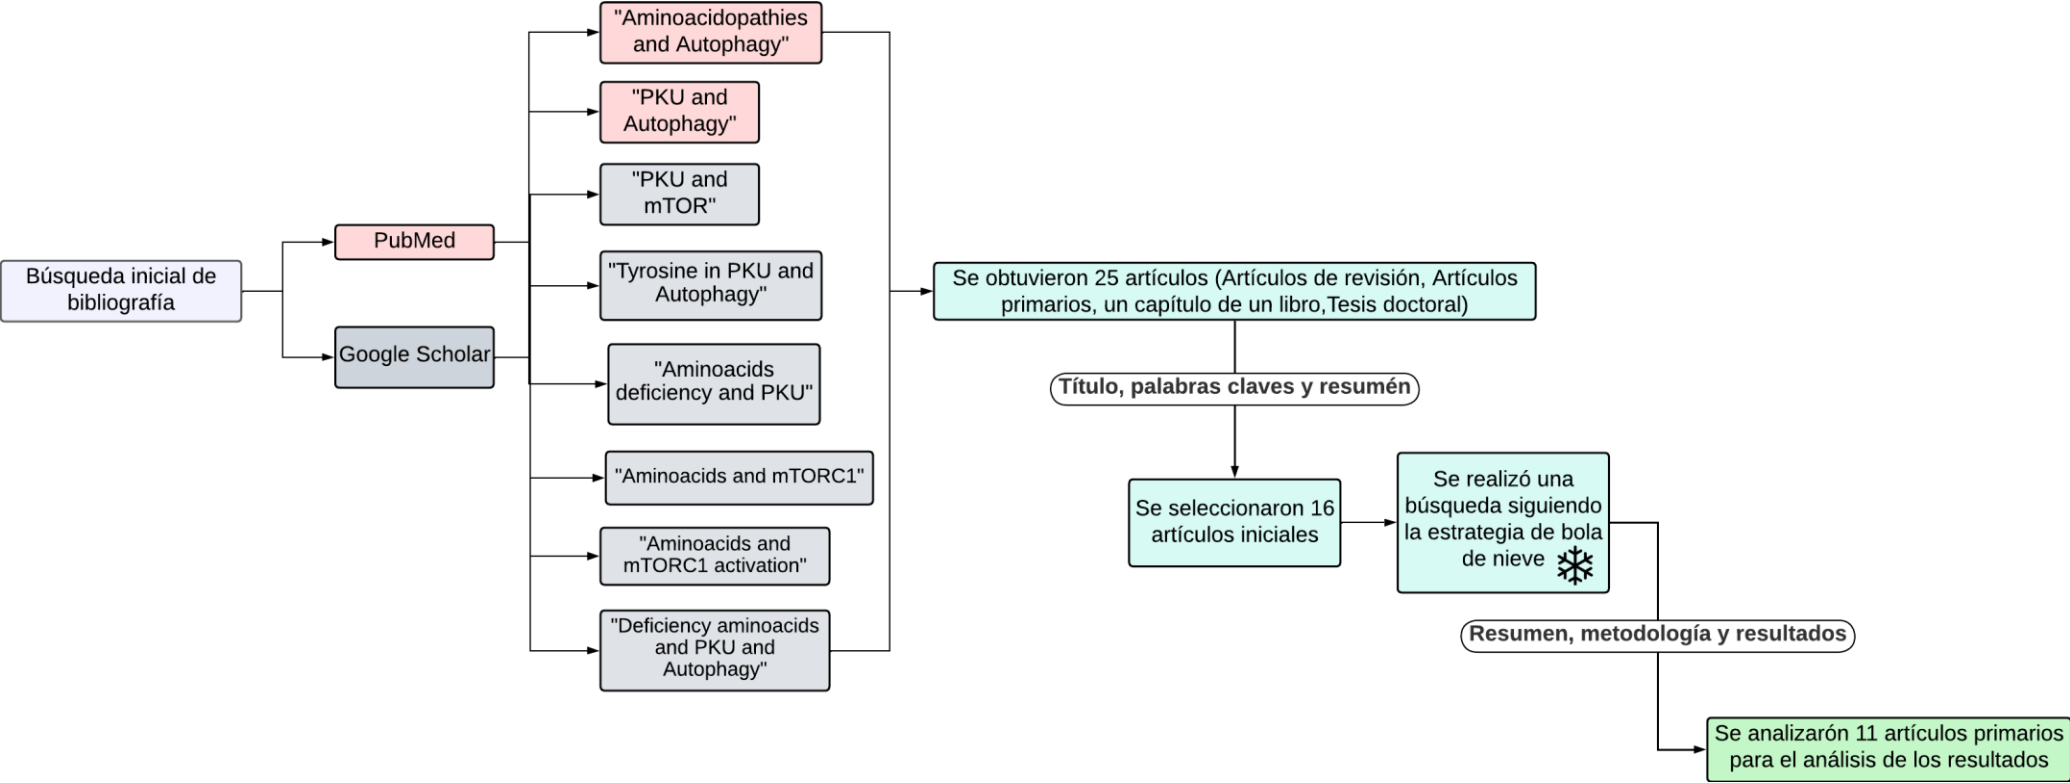 Búsqueda inicial de
bibliografía
PubMed
Google Scholar
"Aminoacidopathies
and Autophagy"
"PKU and
Autophagy"
"PKU and
mTOR"
"Tyrosine in PKU and
Autophagy"
"Aminoacids
deficiency and PKU"
"Aminoacids and mTORC1"
"Aminoacids and
mTORC1 activation"
"Deficiency aminoacids
and PKU and
Autophagy"
Se obtuvieron 25 artículos (Artículos de revisión, Artículos
primarios, un capítulo de un libro,Tesis doctoral)
Título, palabras claves y resumén
Se seleccionaron 16
artículos iniciales
Se realizó una
búsqueda siguiendo
la estrategia de bola
de nieve
Resumen, metodología y resultados
Se analizarón 11 artículos primarios
para el análisis de los resultados